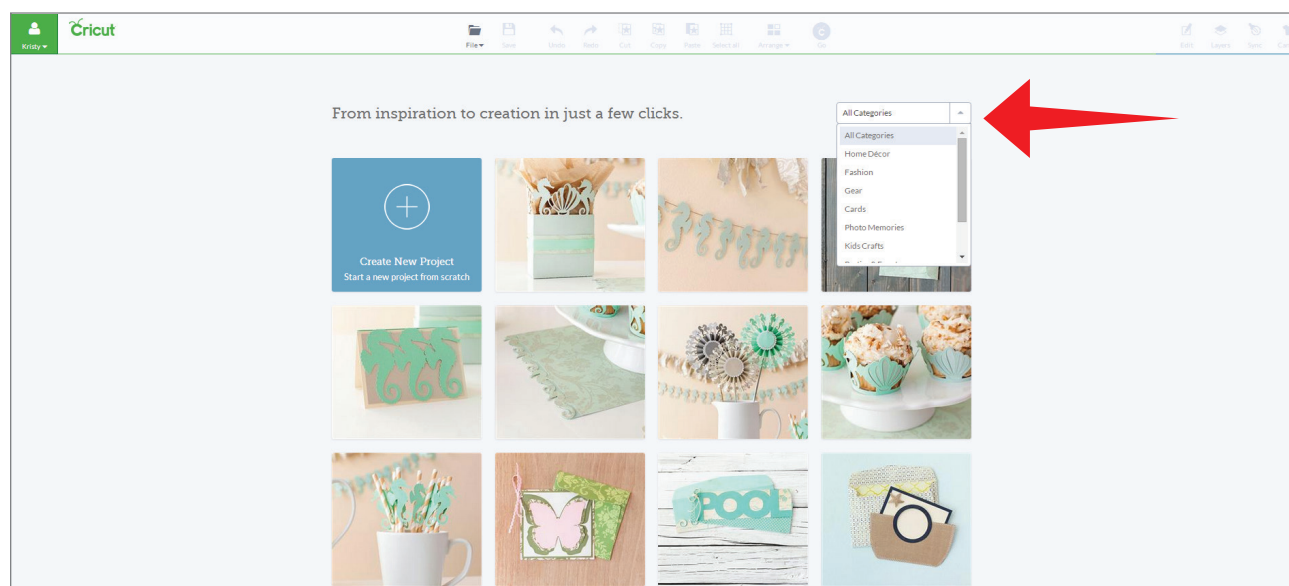 Cricut
Kristy
File Save Undo Redo Cut Copy Paste Select all Arrange Go
Edit Layers Sync
From inspiration to creation in just a few clicks.
All Categories
All Categories
Home Décor
Fashion
Gear
Cards
Photo Memories
Kids Crafts
Create New Project
Start a new project from scratch
POOL